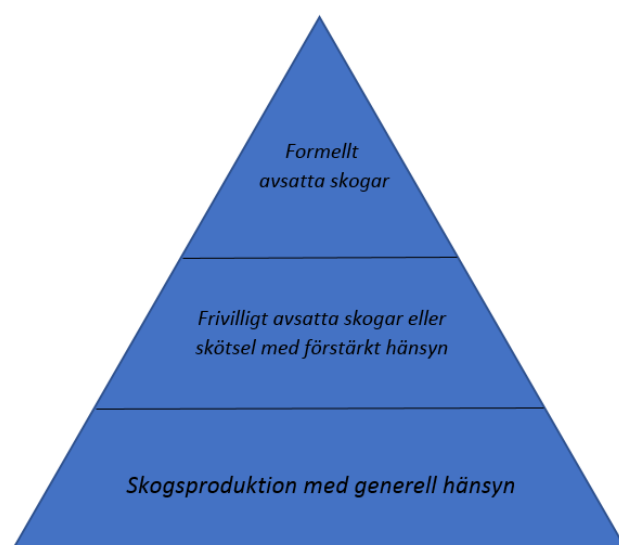 Formellt
avsatta skogar
Frivilligt avsatta skogar eller
skötsel med förstärkt hänsyn
Skogsproduktion med generell hänsyn